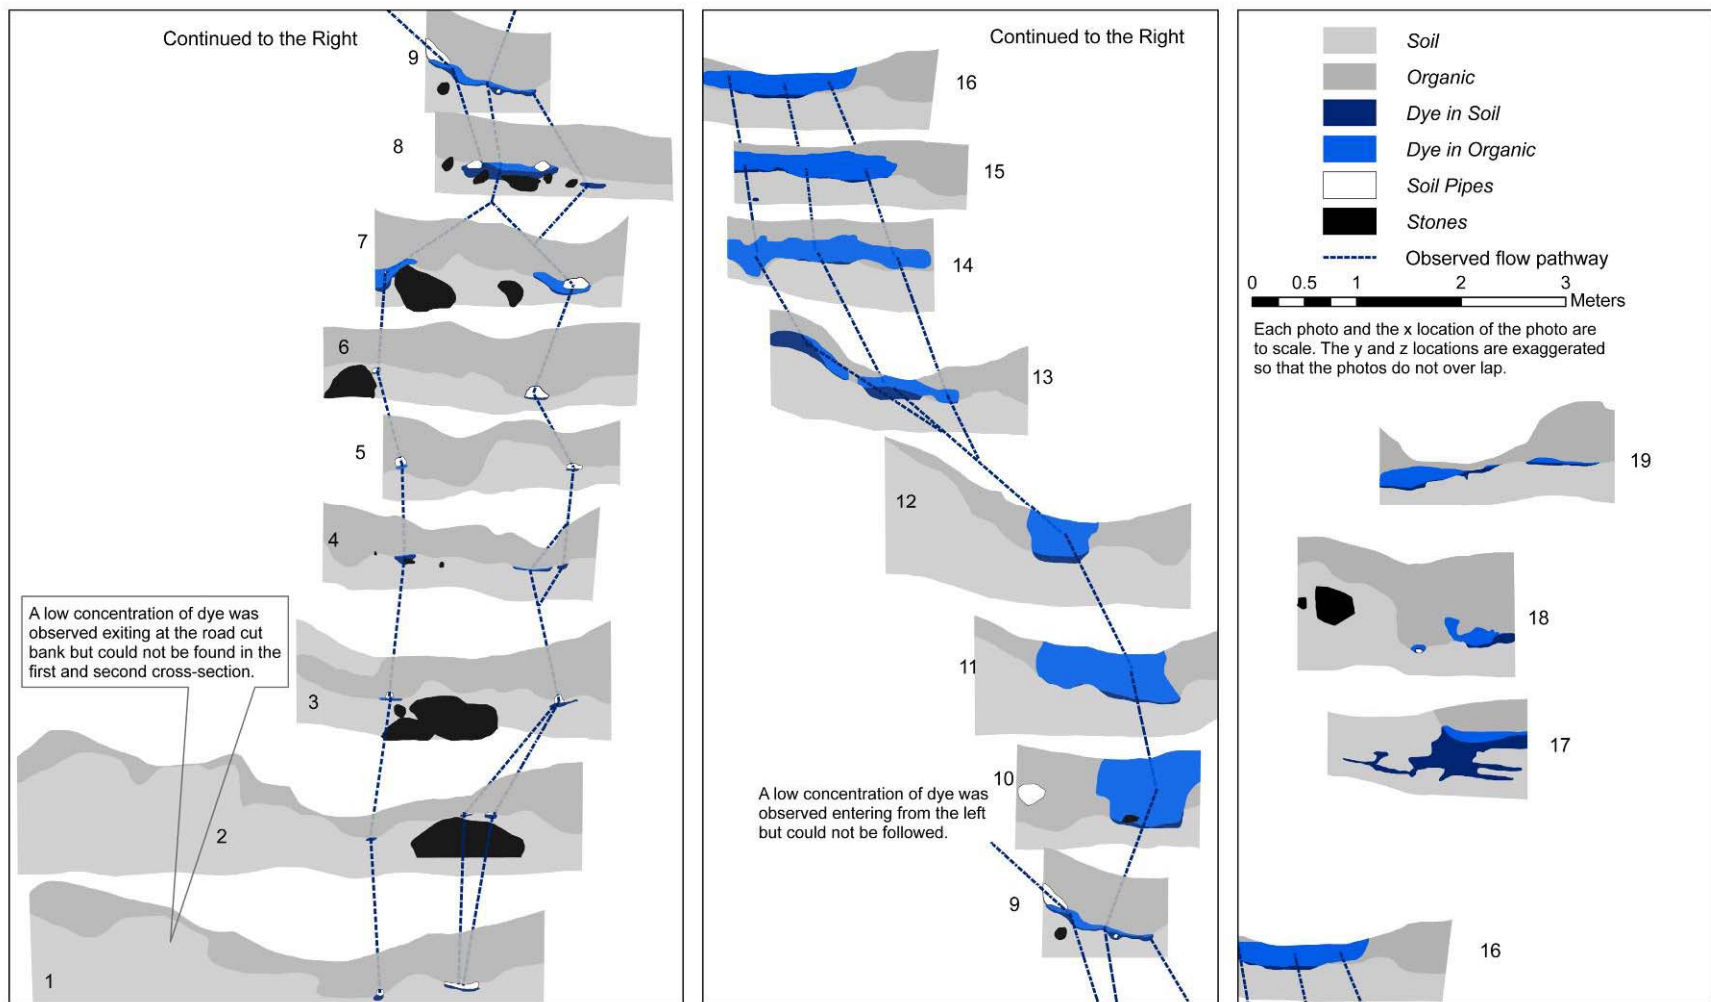 Continued to the Right
9
8
7
6
5
4
A low concentration of dye was
observed exiting at the road cut
bank but could not be found in the
first and second cross-section.
3
2
1
Continued to the Right
16
15
14
13
12
11
10
A low concentration of dye was
observed entering from the left
but could not be followed.
9
Soil
Organic
Dye in Soil
Dye in Organic
Soil Pipes
Stones
Observed flow pathway
0 0.5 1 2 3
Meters
Each photo and the x location of the photo are
to scale. The y and z locations are exaggerated
so that the photos do not over lap.
19
18
17
16